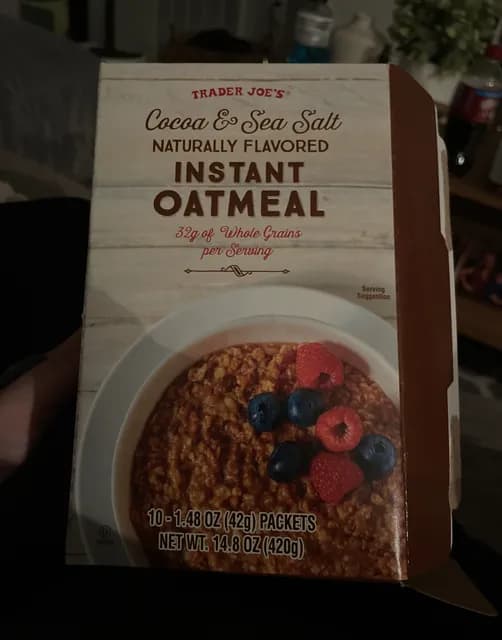 TRADER JOE'S
Cocoa & Sea Salt
NATURALLY FLAVORED
INSTANT
OATMEAL
32g of Whole Grains
per Serving
Serving
Suggestion
10 - 1.48 OZ (42g) PACKETS
NET WT. 14.8 OZ (420g)